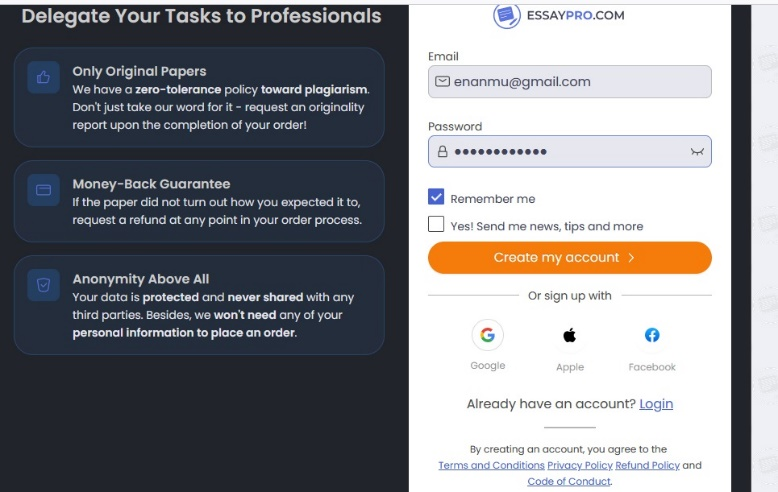 Delegate Your Tasks to Professionals
Only Original Papers
We have a zero-tolerance policy toward plagiarism.
Don't just take our word for it - request an originality
report upon the completion of your order!
Money-Back Guarantee
If the paper did not turn out how you expected it to,
request a refund at any point in your order process.
Anonymity Above All
Your data is protected and never shared with any
third parties. Besides, we won't need any of your
personal information to place an order.
ESSAYPRO.COM
Email
enanmu@gmail.com
Password
••••••••••••
Remember me
Yes! Send me news, tips and more
Create my account >
Or sign up with
Google
Apple
Facebook
Already have an account? Login
By creating an account, you agree to the
Terms and Conditions Privacy Policy Refund Policy and
Code of Conduct.